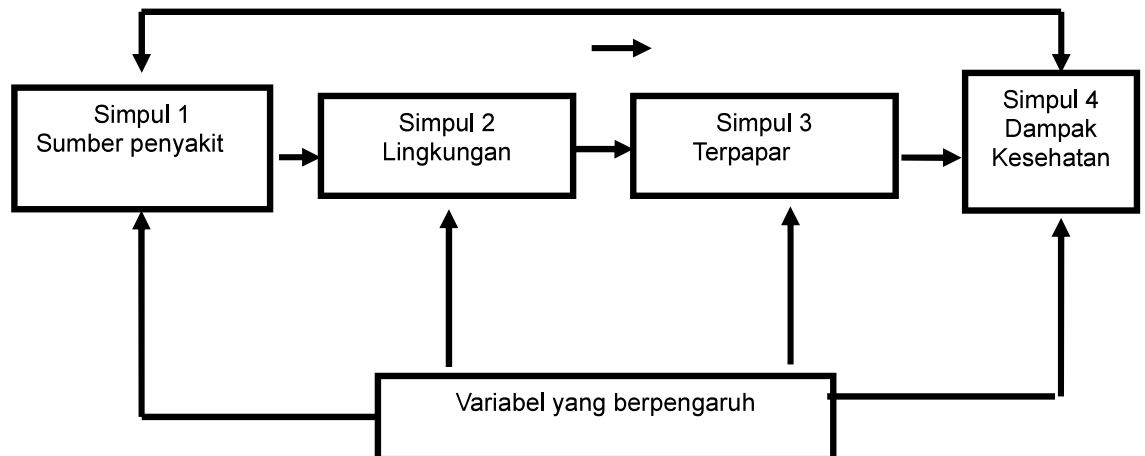 Simpul 1
Sumber penyakit
Simpul 2
Lingkungan
Simpul 3
Terpapar
Simpul 4
Dampak
Kesehatan
Variabel yang berpengaruh